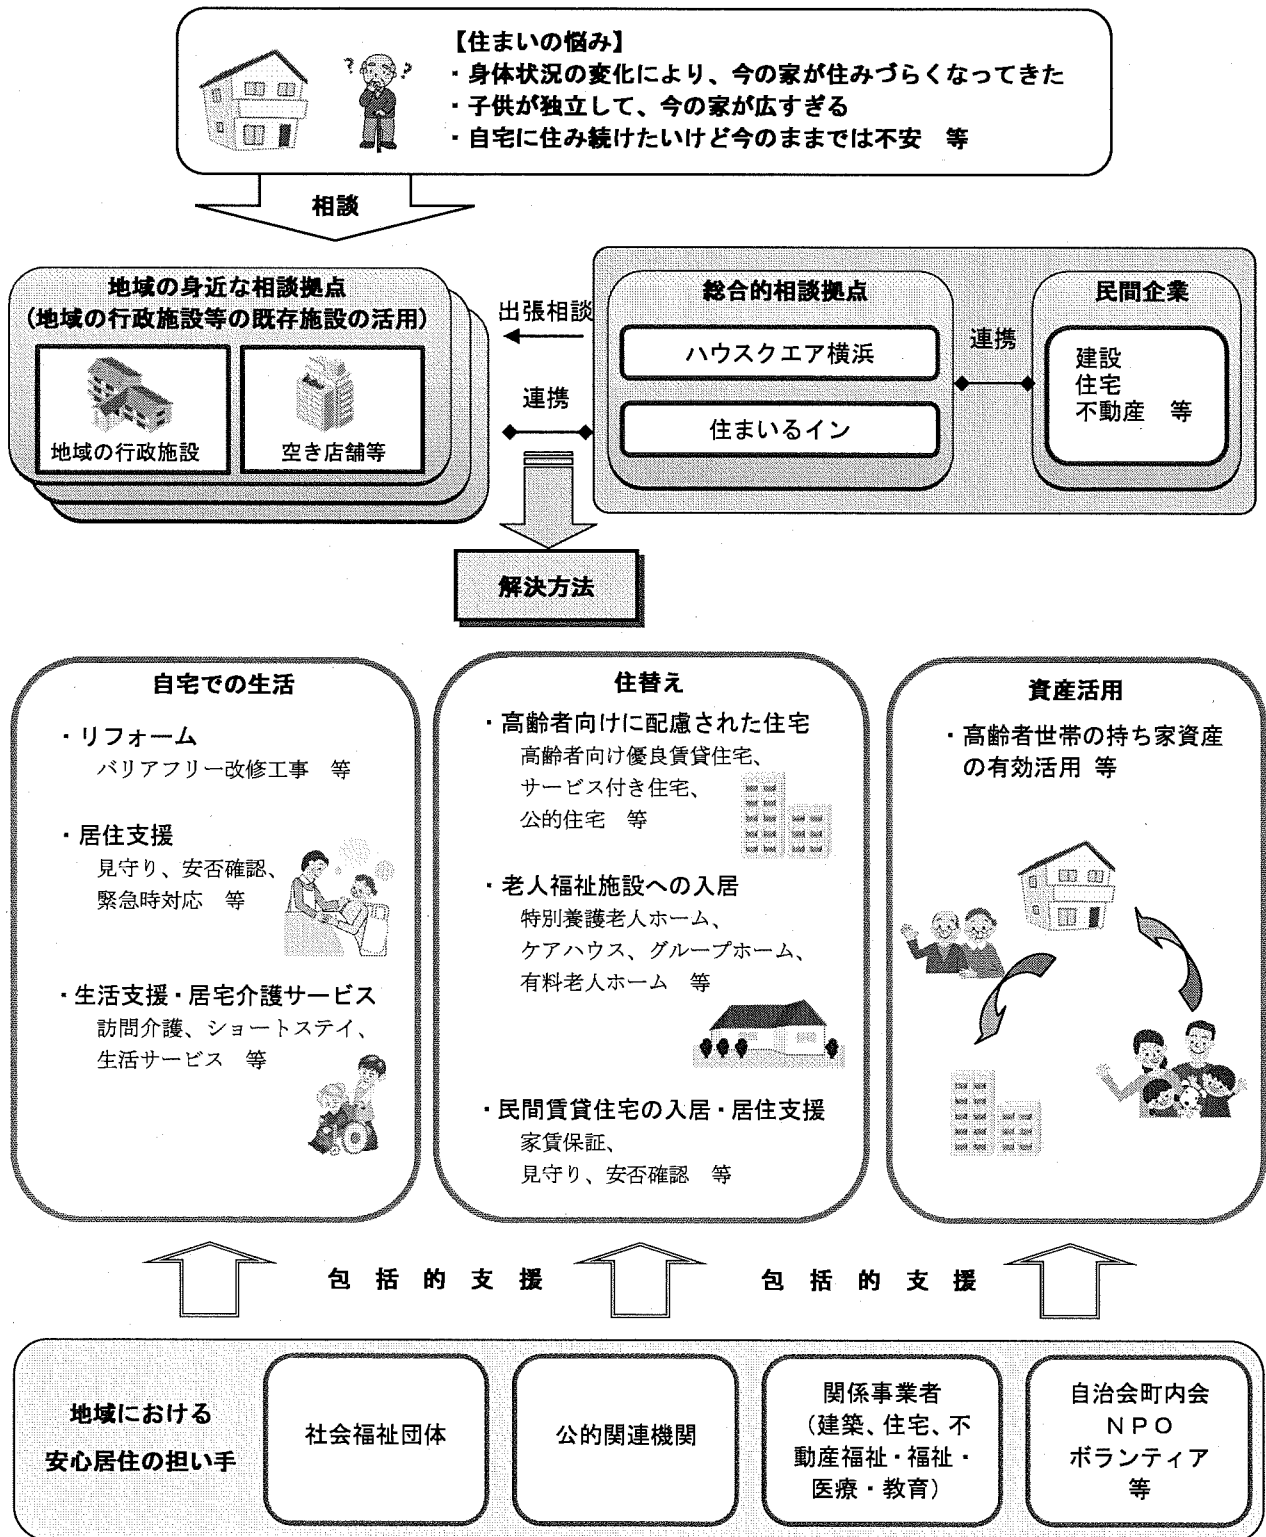 【住まいの悩み】
・身体状況の変化により、今の家が住みづらくなってきた
・子供が独立して、今の家が広すぎる
・自宅に住み続けたいけど今のままでは不安　等
? ?
相談
地域の身近な相談拠点
（地域の行政施設等の既存施設の活用）
地域の行政施設
空き店舗等
出張相談
連携
総合的相談拠点
ハウスクエア横浜
住まいるイン
連携
民間企業
建設
住宅
不動産　等
解決方法
自宅での生活
・リフォーム
バリアフリー改修工事　等
・居住支援
見守り、安否確認、
緊急時対応　等
・生活支援・居宅介護サービス
訪問介護、ショートステイ、
生活サービス　等
住替え
・高齢者向けに配慮された住宅
高齢者向け優良賃貸住宅、
サービス付き住宅、
公的住宅　等
・老人福祉施設への入居
特別養護老人ホーム、
ケアハウス、グループホーム、
有料老人ホーム　等
・民間賃貸住宅の入居・居住支援
家賃保証、
見守り、安否確認　等
資産活用
・高齢者世帯の持ち家資産
の有効活用 等
包括的支援
包括的支援
地域における
安心居住の担い手
社会福祉団体
公的関連機関
関係事業者
（建築、住宅、不
動産福祉・福祉・
医療・教育）
自治会町内会
ＮＰＯ
ボランティア
等